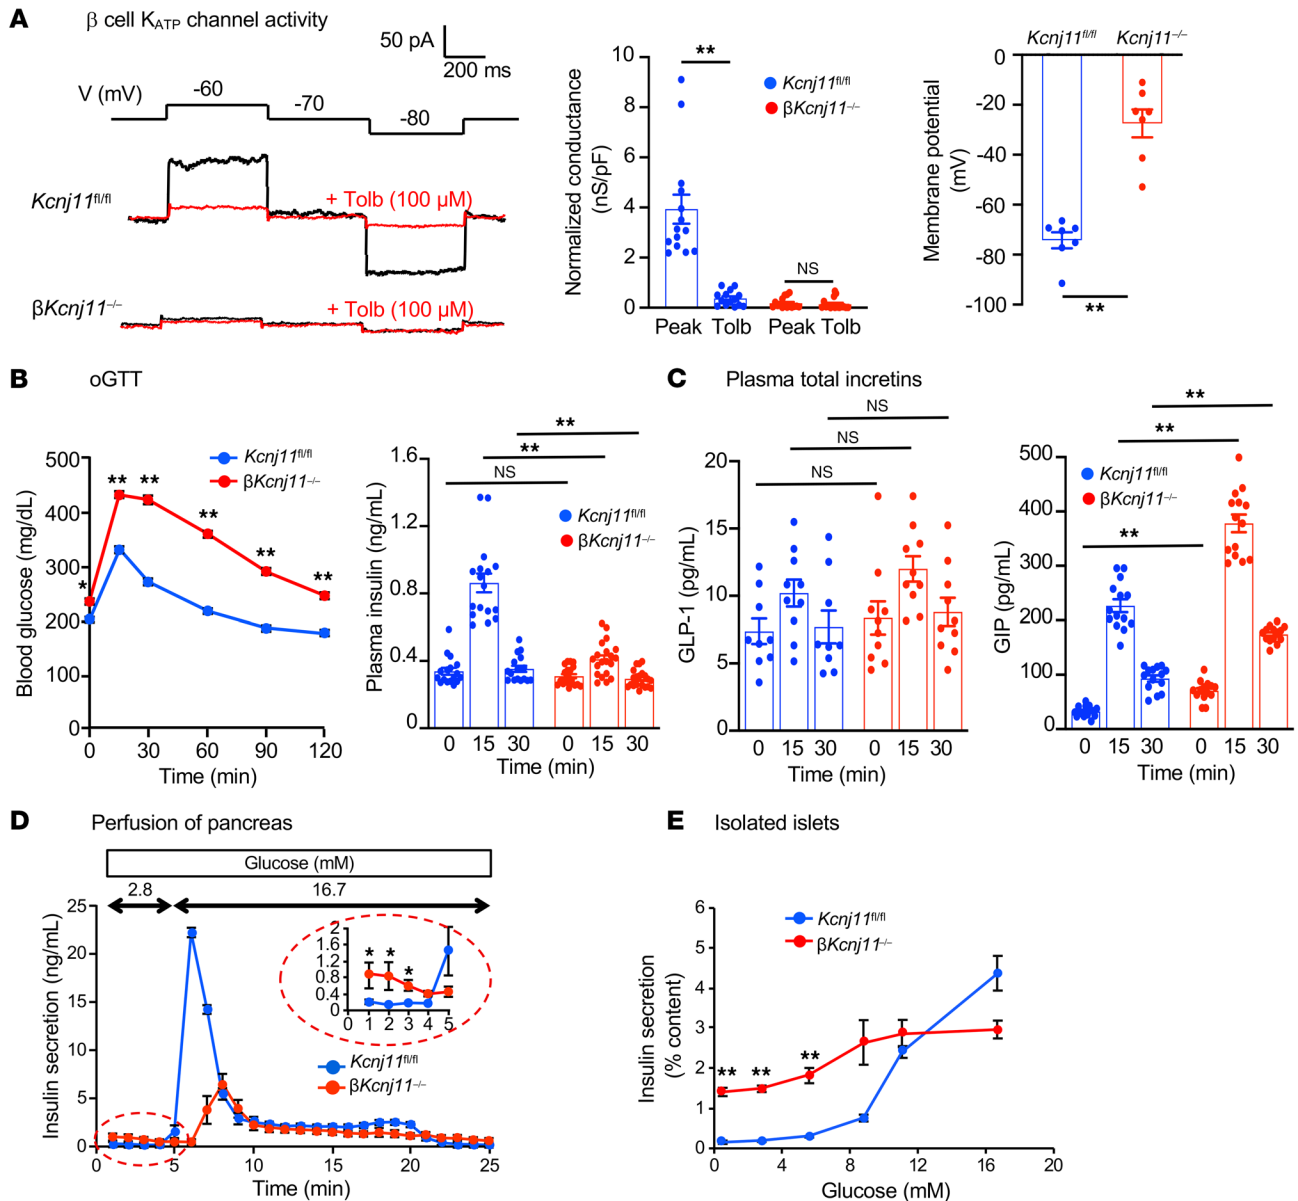 A
β cell KATP channel activity
50 pA
200 ms
V (mV)
-60
-70
-80
Kcnj11fl/fl
+ Tolb (100 μM)
βKcnj11–/–
+ Tolb (100 μM)
Normalized conductance
(nS/pF)
10
8
6
4
2
0
**
Kcnj11fl/fl
βKcnj11–/–
NS
Peak Tolb Peak Tolb
Kcnj11fl/fl Kcnj11–/–
Membrane potential
(mV)
0
-20
-40
-60
-80
-100
**
B
oGTT
Blood glucose (mg/dL)
500
400
300
200
100
0
Kcnj11fl/fl
βKcnj11–/–
* ** ** ** ** **
0 30 60 90 120
Time (min)
Plasma insulin (ng/mL)
1.6
1.2
0.8
0.4
0
**
**
NS
Kcnj11fl/fl
βKcnj11–/–
0 15 30 0 15 30
Time (min)
C
Plasma total incretins
GLP-1 (pg/mL)
20
15
10
5
0
NS
NS
NS
0 15 30 0 15 30
Time (min)
GIP (pg/mL)
500
400
300
200
100
0
**
**
**
Kcnj11fl/fl
βKcnj11–/–
0 15 30 0 15 30
Time (min)
D
Perfusion of pancreas
Glucose (mM)
2.8 16.7
Insulin secretion (ng/mL)
25
20
15
10
5
0
2
1.6
1.2
0.8
0.4
0
* * *
0 1 2 3 4 5
Kcnj11fl/fl
βKcnj11–/–
0 5 10 15 20 25
Time (min)
E
Isolated islets
Insulin secretion
(% content)
6
5
4
3
2
1
0
Kcnj11fl/fl
βKcnj11–/–
** ** **
0 4 8 12 16 20
Glucose (mM)